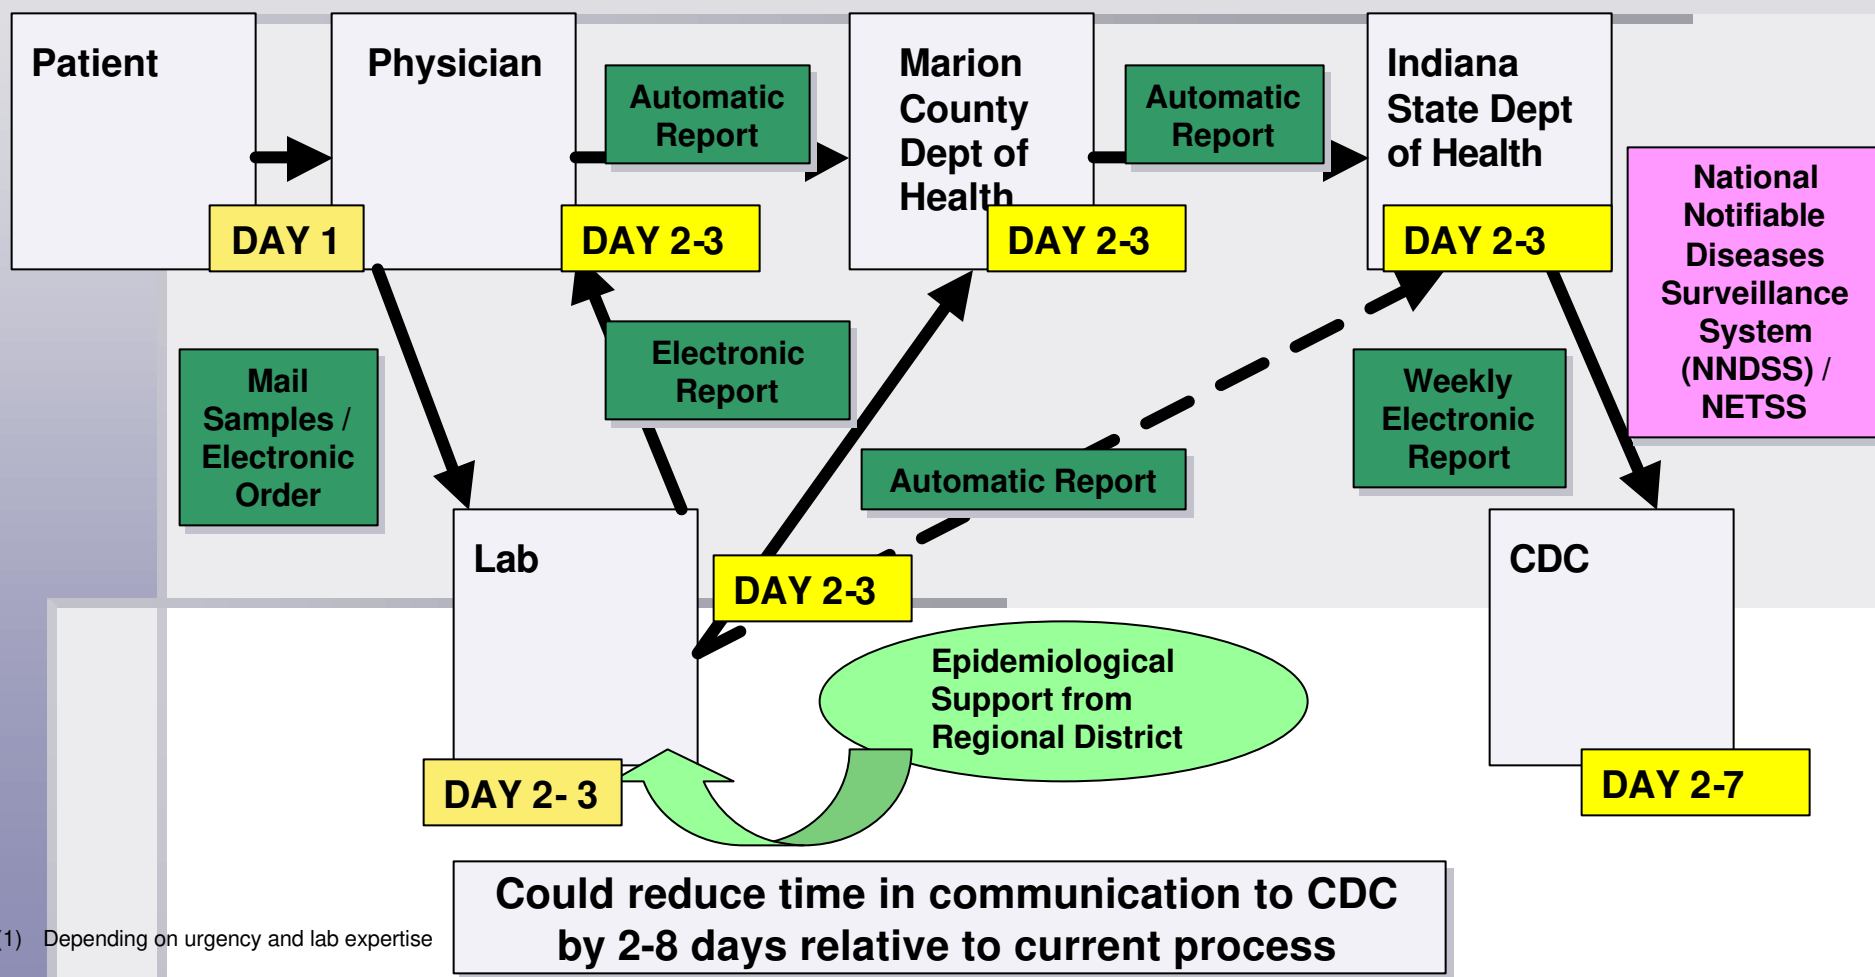 Patient
Physician
Automatic
Report
Marion
County
Dept of
Health
Automatic
Report
Indiana
State Dept
of Health
National
Notifiable
Diseases
Surveillance
System
(NNDSS) /
NETSS
DAY 1
DAY 2-3
DAY 2-3
DAY 2-3
Mail
Samples /
Electronic
Order
Electronic
Report
Automatic Report
Weekly
Electronic
Report
Lab
DAY 2-3
CDC
Epidemiological
Support from
Regional District
DAY 2- 3
DAY 2-7
Could reduce time in communication to CDC
by 2-8 days relative to current process
(1) Depending on urgency and lab expertise